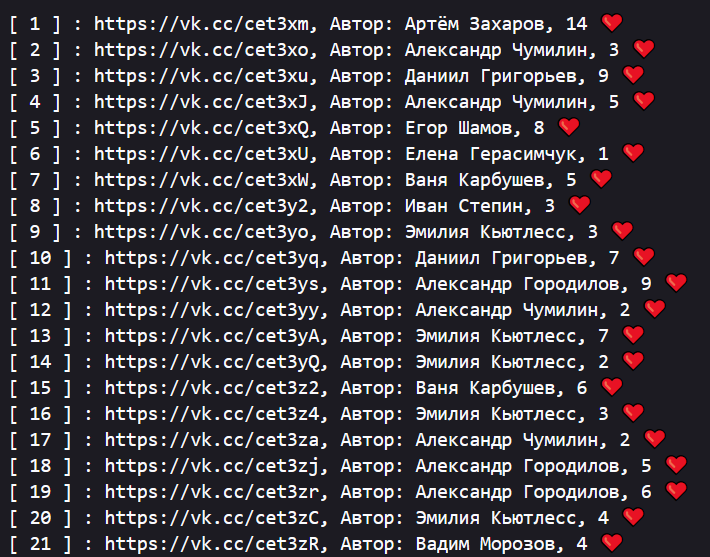 [ 1 ] : https://vk.cc/cet3xm, Автор: Артём Захаров, 14 ❤️
[ 2 ] : https://vk.cc/cet3xo, Автор: Александр Чумилин, 3 ❤️
[ 3 ] : https://vk.cc/cet3xu, Автор: Даниил Григорьев, 9 ❤️
[ 4 ] : https://vk.cc/cet3xJ, Автор: Александр Чумилин, 5 ❤️
[ 5 ] : https://vk.cc/cet3xQ, Автор: Егор Шамов, 8 ❤️
[ 6 ] : https://vk.cc/cet3xU, Автор: Елена Герасимчук, 1 ❤️
[ 7 ] : https://vk.cc/cet3xW, Автор: Ваня Карбушев, 5 ❤️
[ 8 ] : https://vk.cc/cet3y2, Автор: Иван Степин, 3 ❤️
[ 9 ] : https://vk.cc/cet3yo, Автор: Эмилия Кьютлесс, 3 ❤️
[ 10 ] : https://vk.cc/cet3yq, Автор: Даниил Григорьев, 7 ❤️
[ 11 ] : https://vk.cc/cet3ys, Автор: Александр Городилов, 9 ❤️
[ 12 ] : https://vk.cc/cet3yy, Автор: Александр Чумилин, 2 ❤️
[ 13 ] : https://vk.cc/cet3yA, Автор: Эмилия Кьютлесс, 7 ❤️
[ 14 ] : https://vk.cc/cet3yQ, Автор: Эмилия Кьютлесс, 2 ❤️
[ 15 ] : https://vk.cc/cet3z2, Автор: Ваня Карбушев, 6 ❤️
[ 16 ] : https://vk.cc/cet3z4, Автор: Эмилия Кьютлесс, 3 ❤️
[ 17 ] : https://vk.cc/cet3za, Автор: Александр Чумилин, 2 ❤️
[ 18 ] : https://vk.cc/cet3zj, Автор: Александр Городилов, 5 ❤️
[ 19 ] : https://vk.cc/cet3zr, Автор: Александр Городилов, 6 ❤️
[ 20 ] : https://vk.cc/cet3zC, Автор: Эмилия Кьютлесс, 4 ❤️
[ 21 ] : https://vk.cc/cet3zR, Автор: Вадим Морозов, 4 ❤️